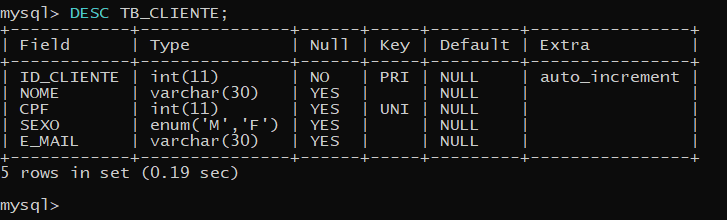 mysql> DESC TB_CLIENTE;
+------------+---------------+------+-----+---------+----------------+
| Field      | Type          | Null | Key | Default | Extra          |
+------------+---------------+------+-----+---------+----------------+
| ID_CLIENTE | int(11)       | NO   | PRI | NULL    | auto_increment |
| NOME       | varchar(30)   | YES  |     | NULL    |                |
| CPF        | int(11)       | YES  | UNI | NULL    |                |
| SEXO       | enum('M','F') | YES  |     | NULL    |                |
| E_MAIL     | varchar(30)   | YES  |     | NULL    |                |
+------------+---------------+------+-----+---------+----------------+
5 rows in set (0.19 sec)
mysql>